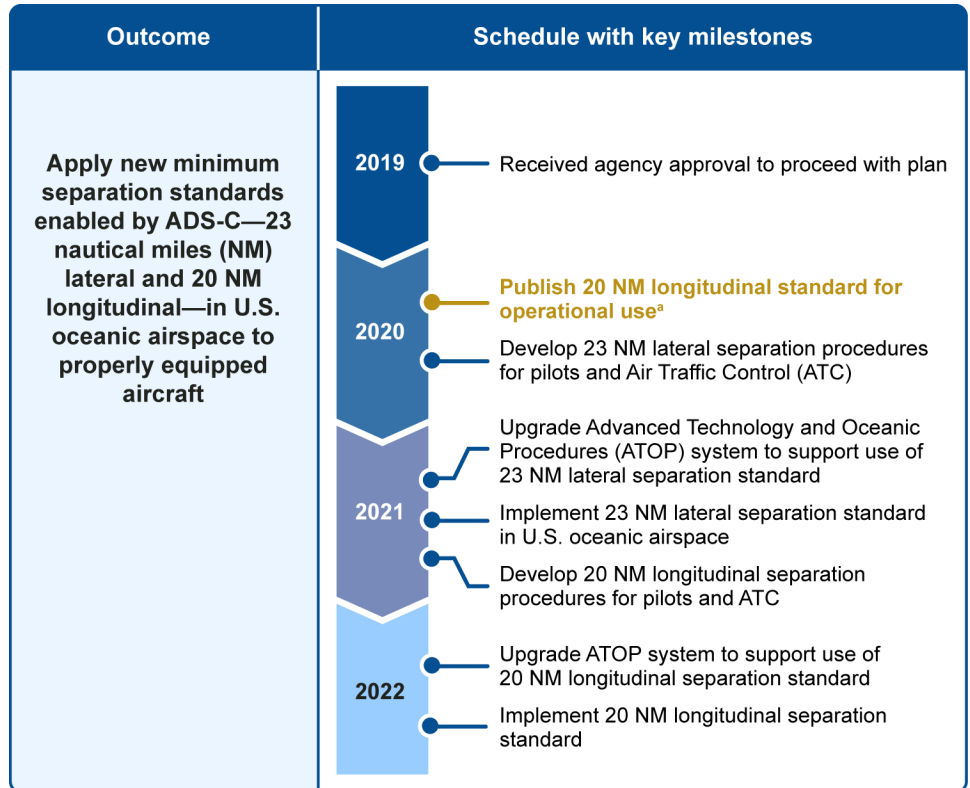 Outcome
Schedule with key milestones
Apply new minimum
separation standards
enabled by ADS-C—23
nautical miles (NM)
lateral and 20 NM
longitudinal—in U.S.
oceanic airspace to
properly equipped
aircraft
2019
Received agency approval to proceed with plan
2020
Publish 20 NM longitudinal standard for
operational useᵃ
Develop 23 NM lateral separation procedures
for pilots and Air Traffic Control (ATC)
2021
Upgrade Advanced Technology and Oceanic
Procedures (ATOP) system to support use of
23 NM lateral separation standard
Implement 23 NM lateral separation standard
in U.S. oceanic airspace
Develop 20 NM longitudinal separation
procedures for pilots and ATC
2022
Upgrade ATOP system to support use of
20 NM longitudinal separation standard
Implement 20 NM longitudinal separation
standard